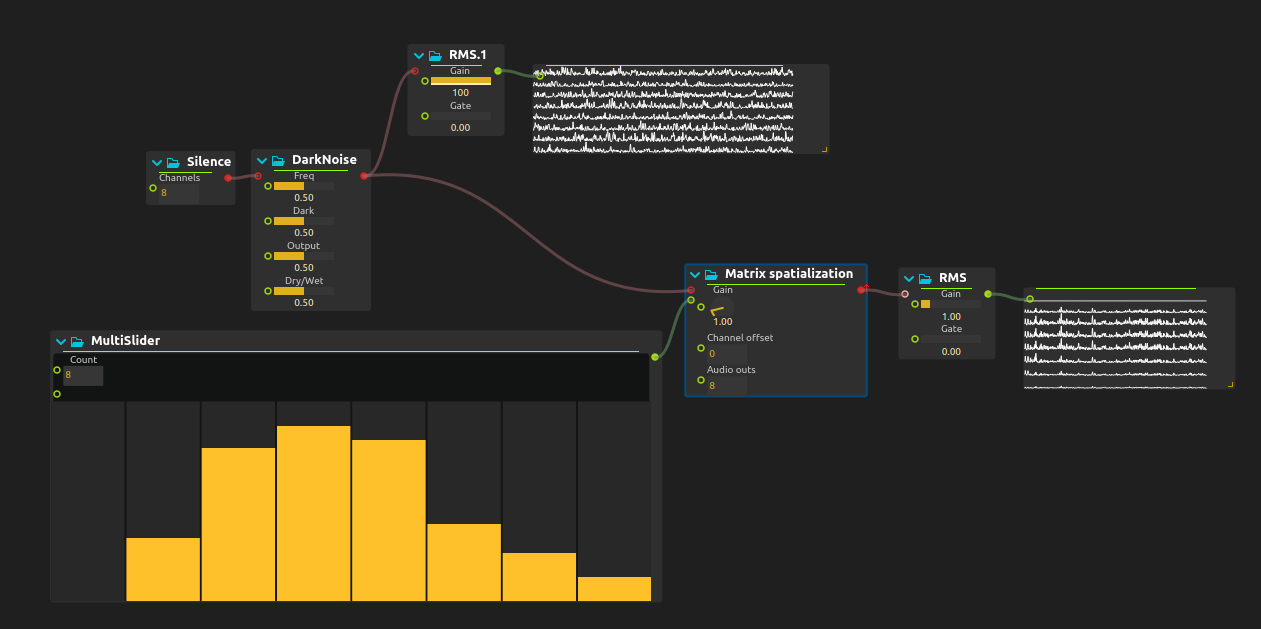 RMS.1
Gain
100
Gate
0.00
Silence
Channels
8
DarkNoise
Freq
0.50
Dark
0.50
Output
0.50
Dry/Wet
0.50
Matrix spatialization
Gain
1.00
Channel offset
0
Audio outs
8
RMS
Gain
1.00
Gate
0.00
MultiSlider
Count
8